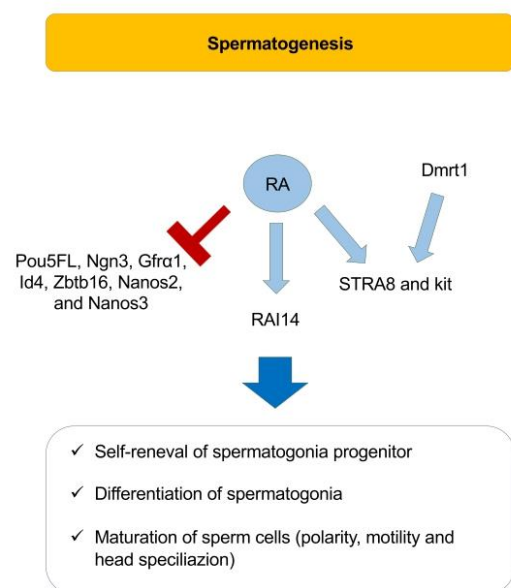 Spermatogenesis
RA
Dmrt1
Pou5FL, Ngn3, Gfrα1,
Id4, Zbtb16, Nanos2,
and Nanos3
STRA8 and kit
RAI14
✓ Self-reneval of spermatogonia progenitor
✓ Differentiation of spermatogonia
✓ Maturation of sperm cells (polarity, motility and
head speciliazion)